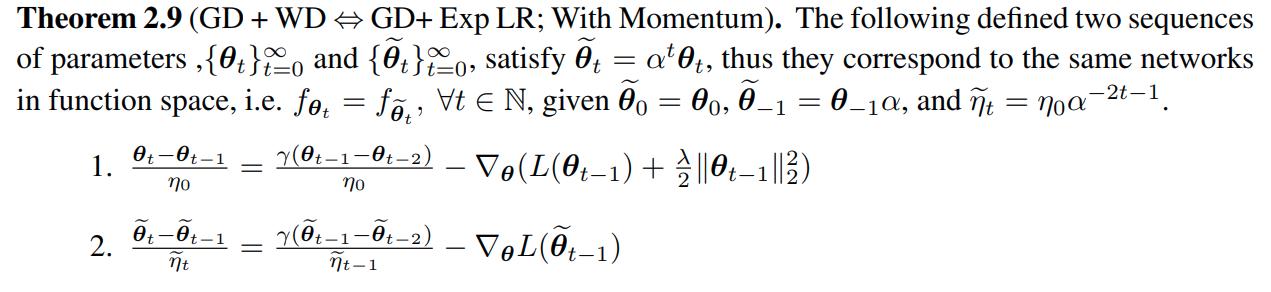 Theorem 2.9 (GD + WD ⇔ GD+ Exp LR; With Momentum). The following defined two sequences
of parameters ,{θ_t}_{t=0}^∞ and {θ̃_t}_{t=0}^∞, satisfy θ̃_t = α^t θ_t, thus they correspond to the same networks
in function space, i.e. f_{θ_t} = f_{θ̃_t}, ∀t ∈ ℕ, given θ̃_0 = θ_0, θ̃_{−1} = θ_{−1}α, and η̃_t = η_0 α^{−2t−1}.
1. (θ_t−θ_{t−1})/η_0 = γ(θ_{t−1}−θ_{t−2})/η_0 − ∇_θ(L(θ_{t−1}) + λ/2 ‖θ_{t−1}‖_2^2)
2. (θ̃_t−θ̃_{t−1})/η̃_t = γ(θ̃_{t−1}−θ̃_{t−2})/η̃_{t−1} − ∇_θ L(θ̃_{t−1})